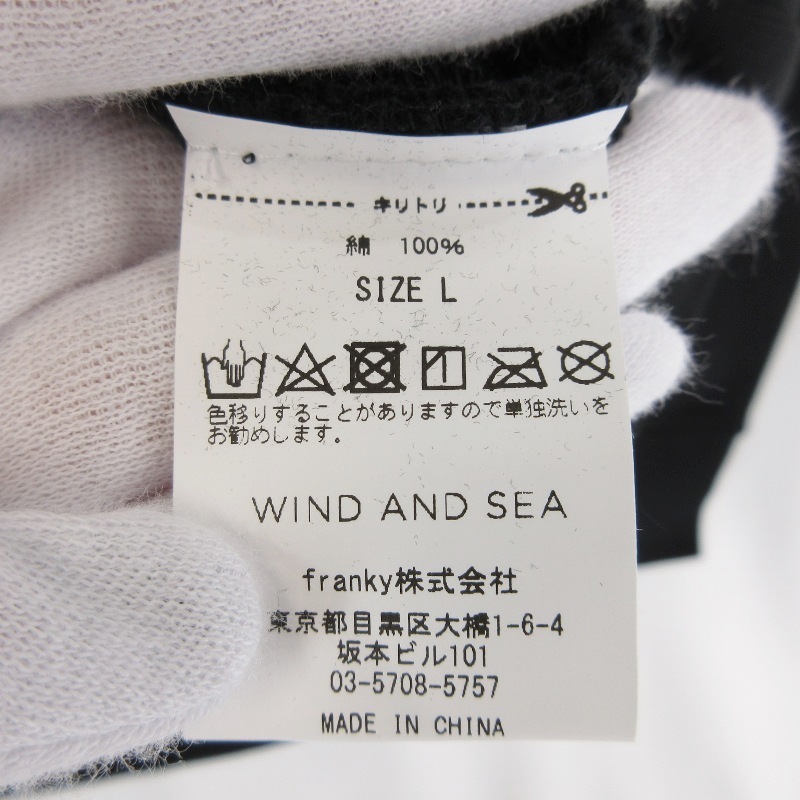 キリトリ
綿 100%
SIZE L
色移りすることがありますので単独洗いを
お勧めします。
WIND AND SEA
franky株式会社
東京都目黒区大橋1-6-4
坂本ビル101
03-5708-5757
MADE IN CHINA